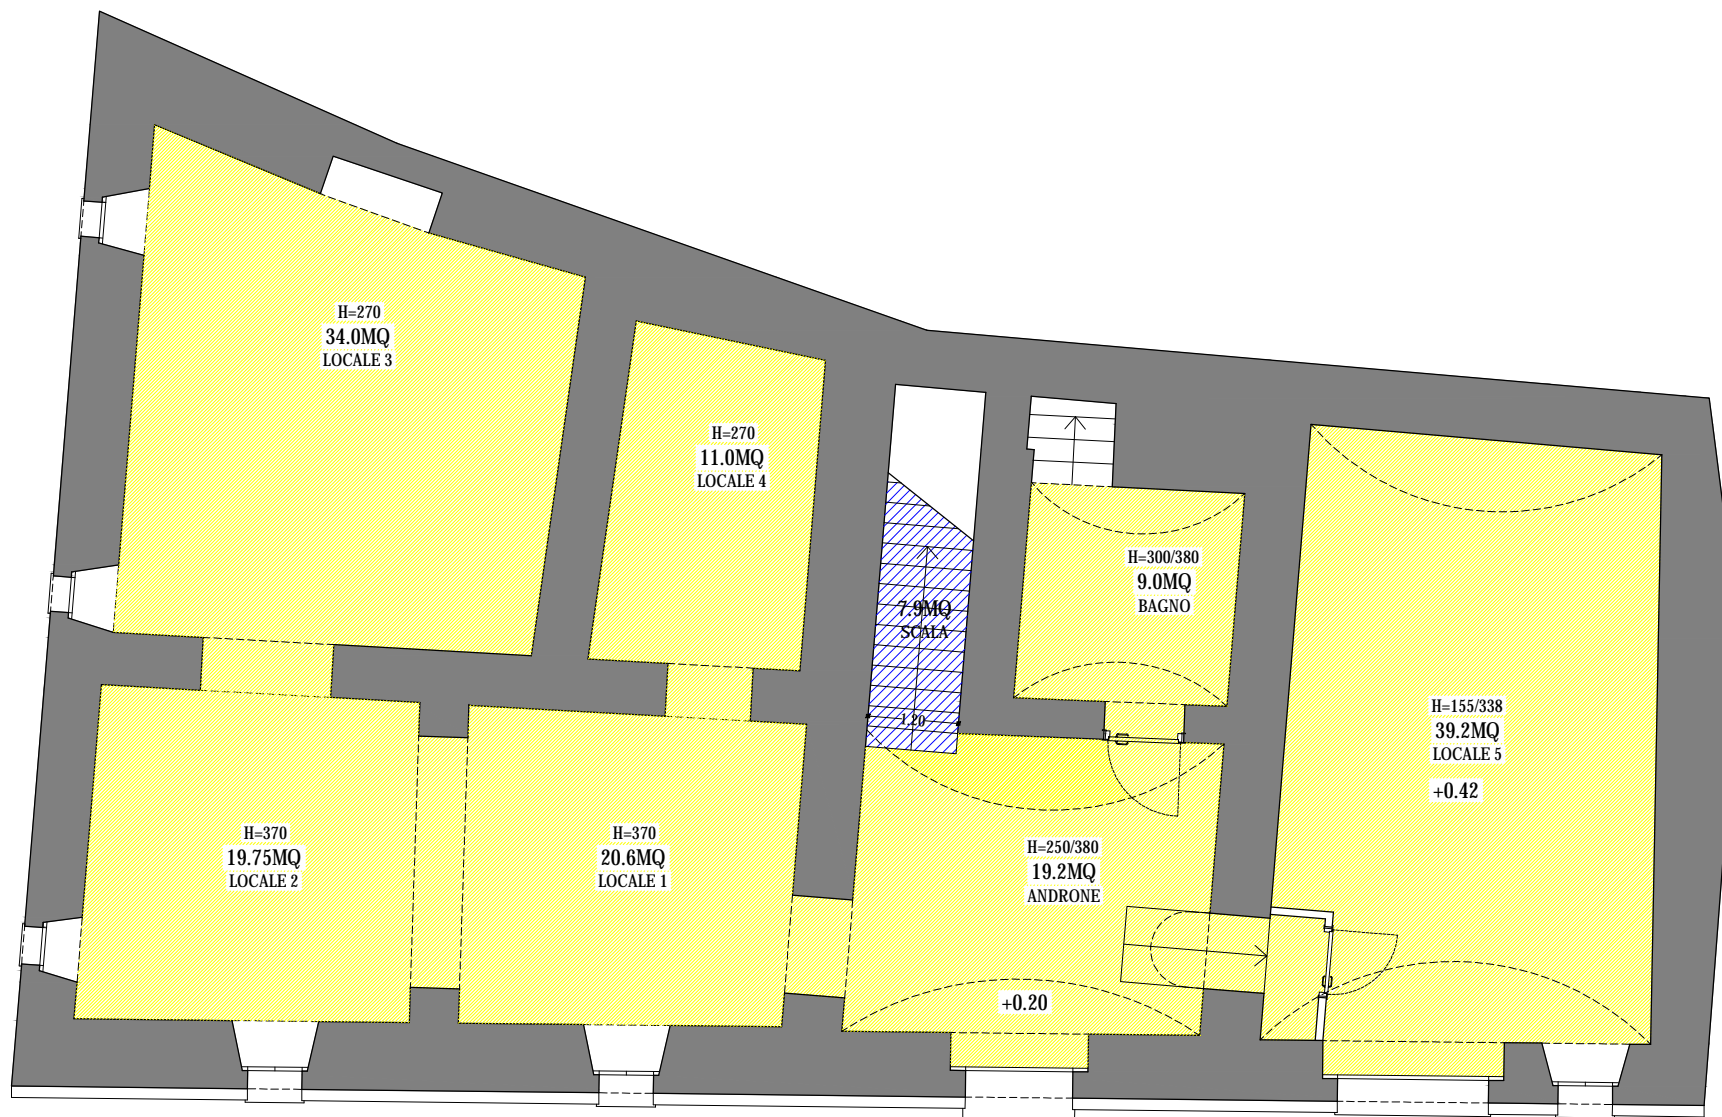 H=270
34.0MQ
LOCALE 3
H=270
11.0MQ
LOCALE 4
7.9MQ
SCALA
1.20
H=300/380
9.0MQ
BAGNO
H=155/338
39.2MQ
LOCALE 5
+0.42
H=370
19.75MQ
LOCALE 2
H=370
20.6MQ
LOCALE 1
H=250/380
19.2MQ
ANDRONE
+0.20